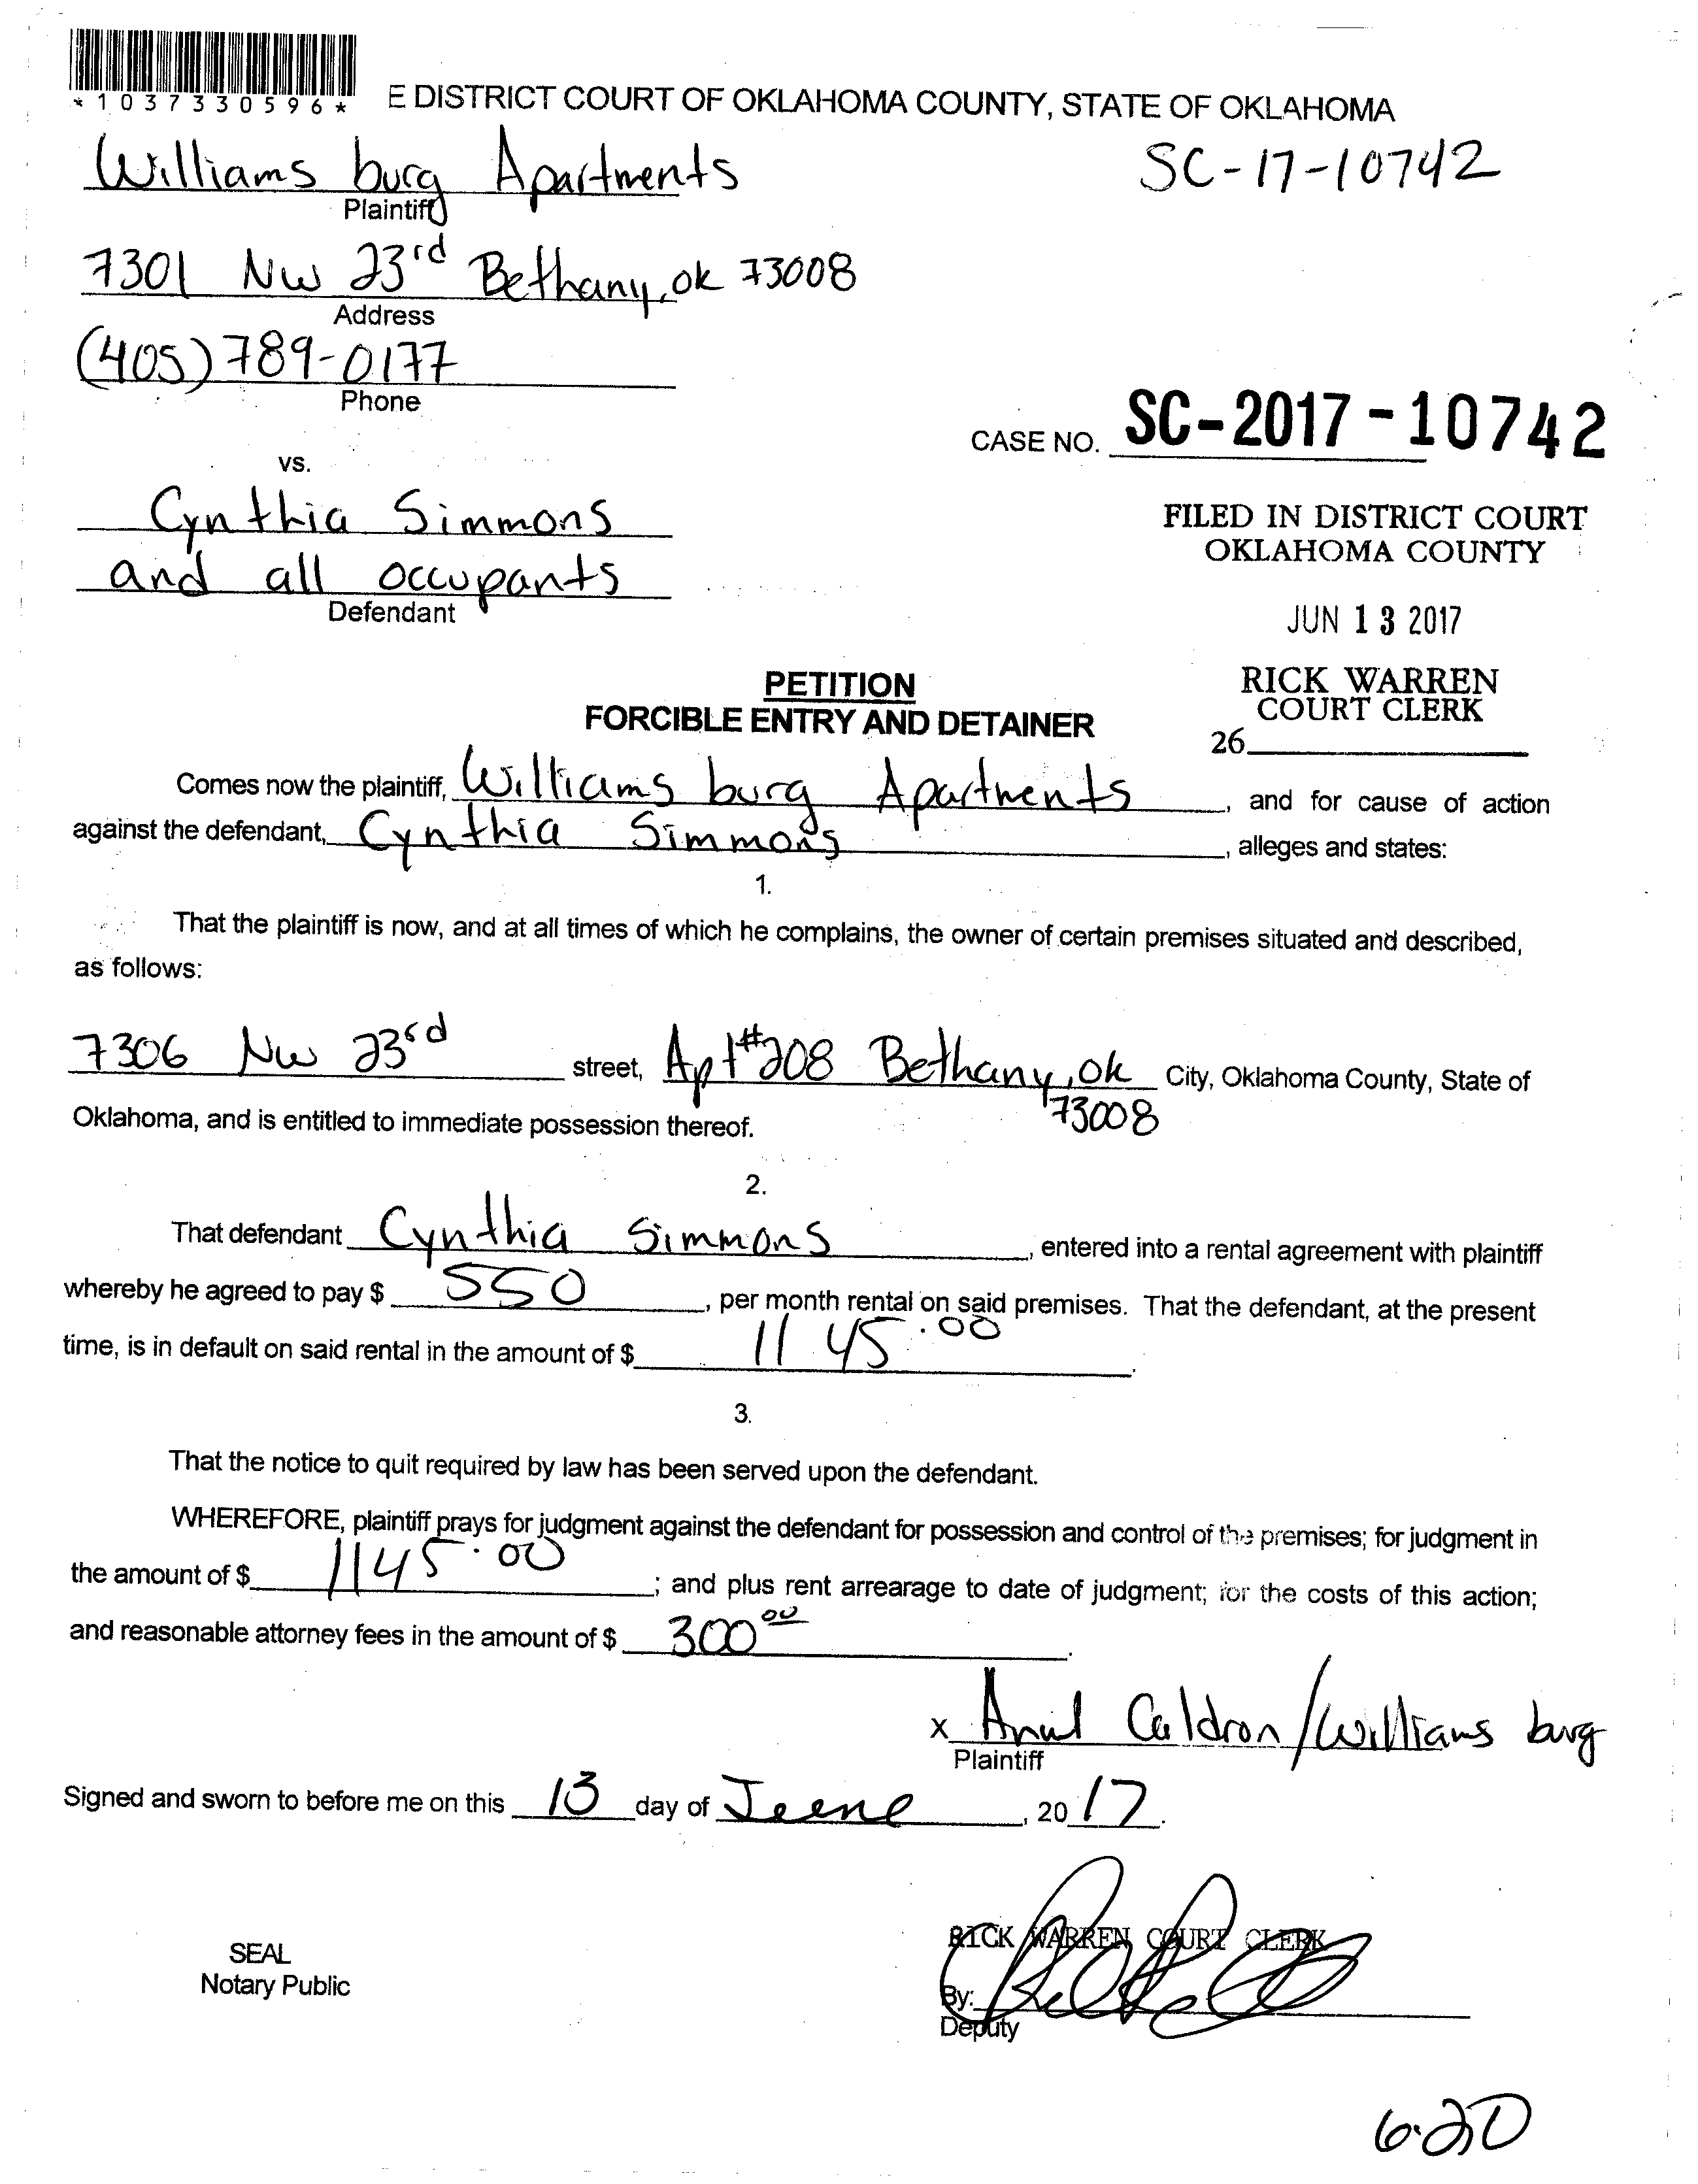 *1037330596*
E DISTRICT COURT OF OKLAHOMA COUNTY, STATE OF OKLAHOMA
Williams burg Apartments
SC-17-10742
Plaintiff
7301 NW 23rd Bethany, ok 73008
Address
(405) 789-0177
Phone
CASE NO. SC-2017-10742
vs.
Cynthia Simmons
and all occupants
Defendant
FILED IN DISTRICT COURT
OKLAHOMA COUNTY
JUN 13 2017
RICK WARREN
COURT CLERK
26
PETITION
FORCIBLE ENTRY AND DETAINER
Comes now the plaintiff, Williams burg Apartments, and for cause of action
against the defendant, Cynthia Simmons, alleges and states:
1.
That the plaintiff is now, and at all times of which he complains, the owner of certain premises situated and described,
as follows:
7306 NW 23rd street, Apt #208 Bethany, ok City, Oklahoma County, State of
73008
Oklahoma, and is entitled to immediate possession thereof.
2.
That defendant Cynthia Simmons, entered into a rental agreement with plaintiff
whereby he agreed to pay $ 550, per month rental on said premises. That the defendant, at the present
time, is in default on said rental in the amount of $ 1145.00.
3.
That the notice to quit required by law has been served upon the defendant.
WHEREFORE, plaintiff prays for judgment against the defendant for possession and control of the premises; for judgment in
the amount of $ 1145.00; and plus rent arrearage to date of judgment; for the costs of this action;
and reasonable attorney fees in the amount of $ 300 00.
x Caldron/Williams burg
Plaintiff
Signed and sworn to before me on this 13 day of June, 2017.
RICK WARREN COURT CLERK
SEAL
Notary Public
By:
Deputy
6-20